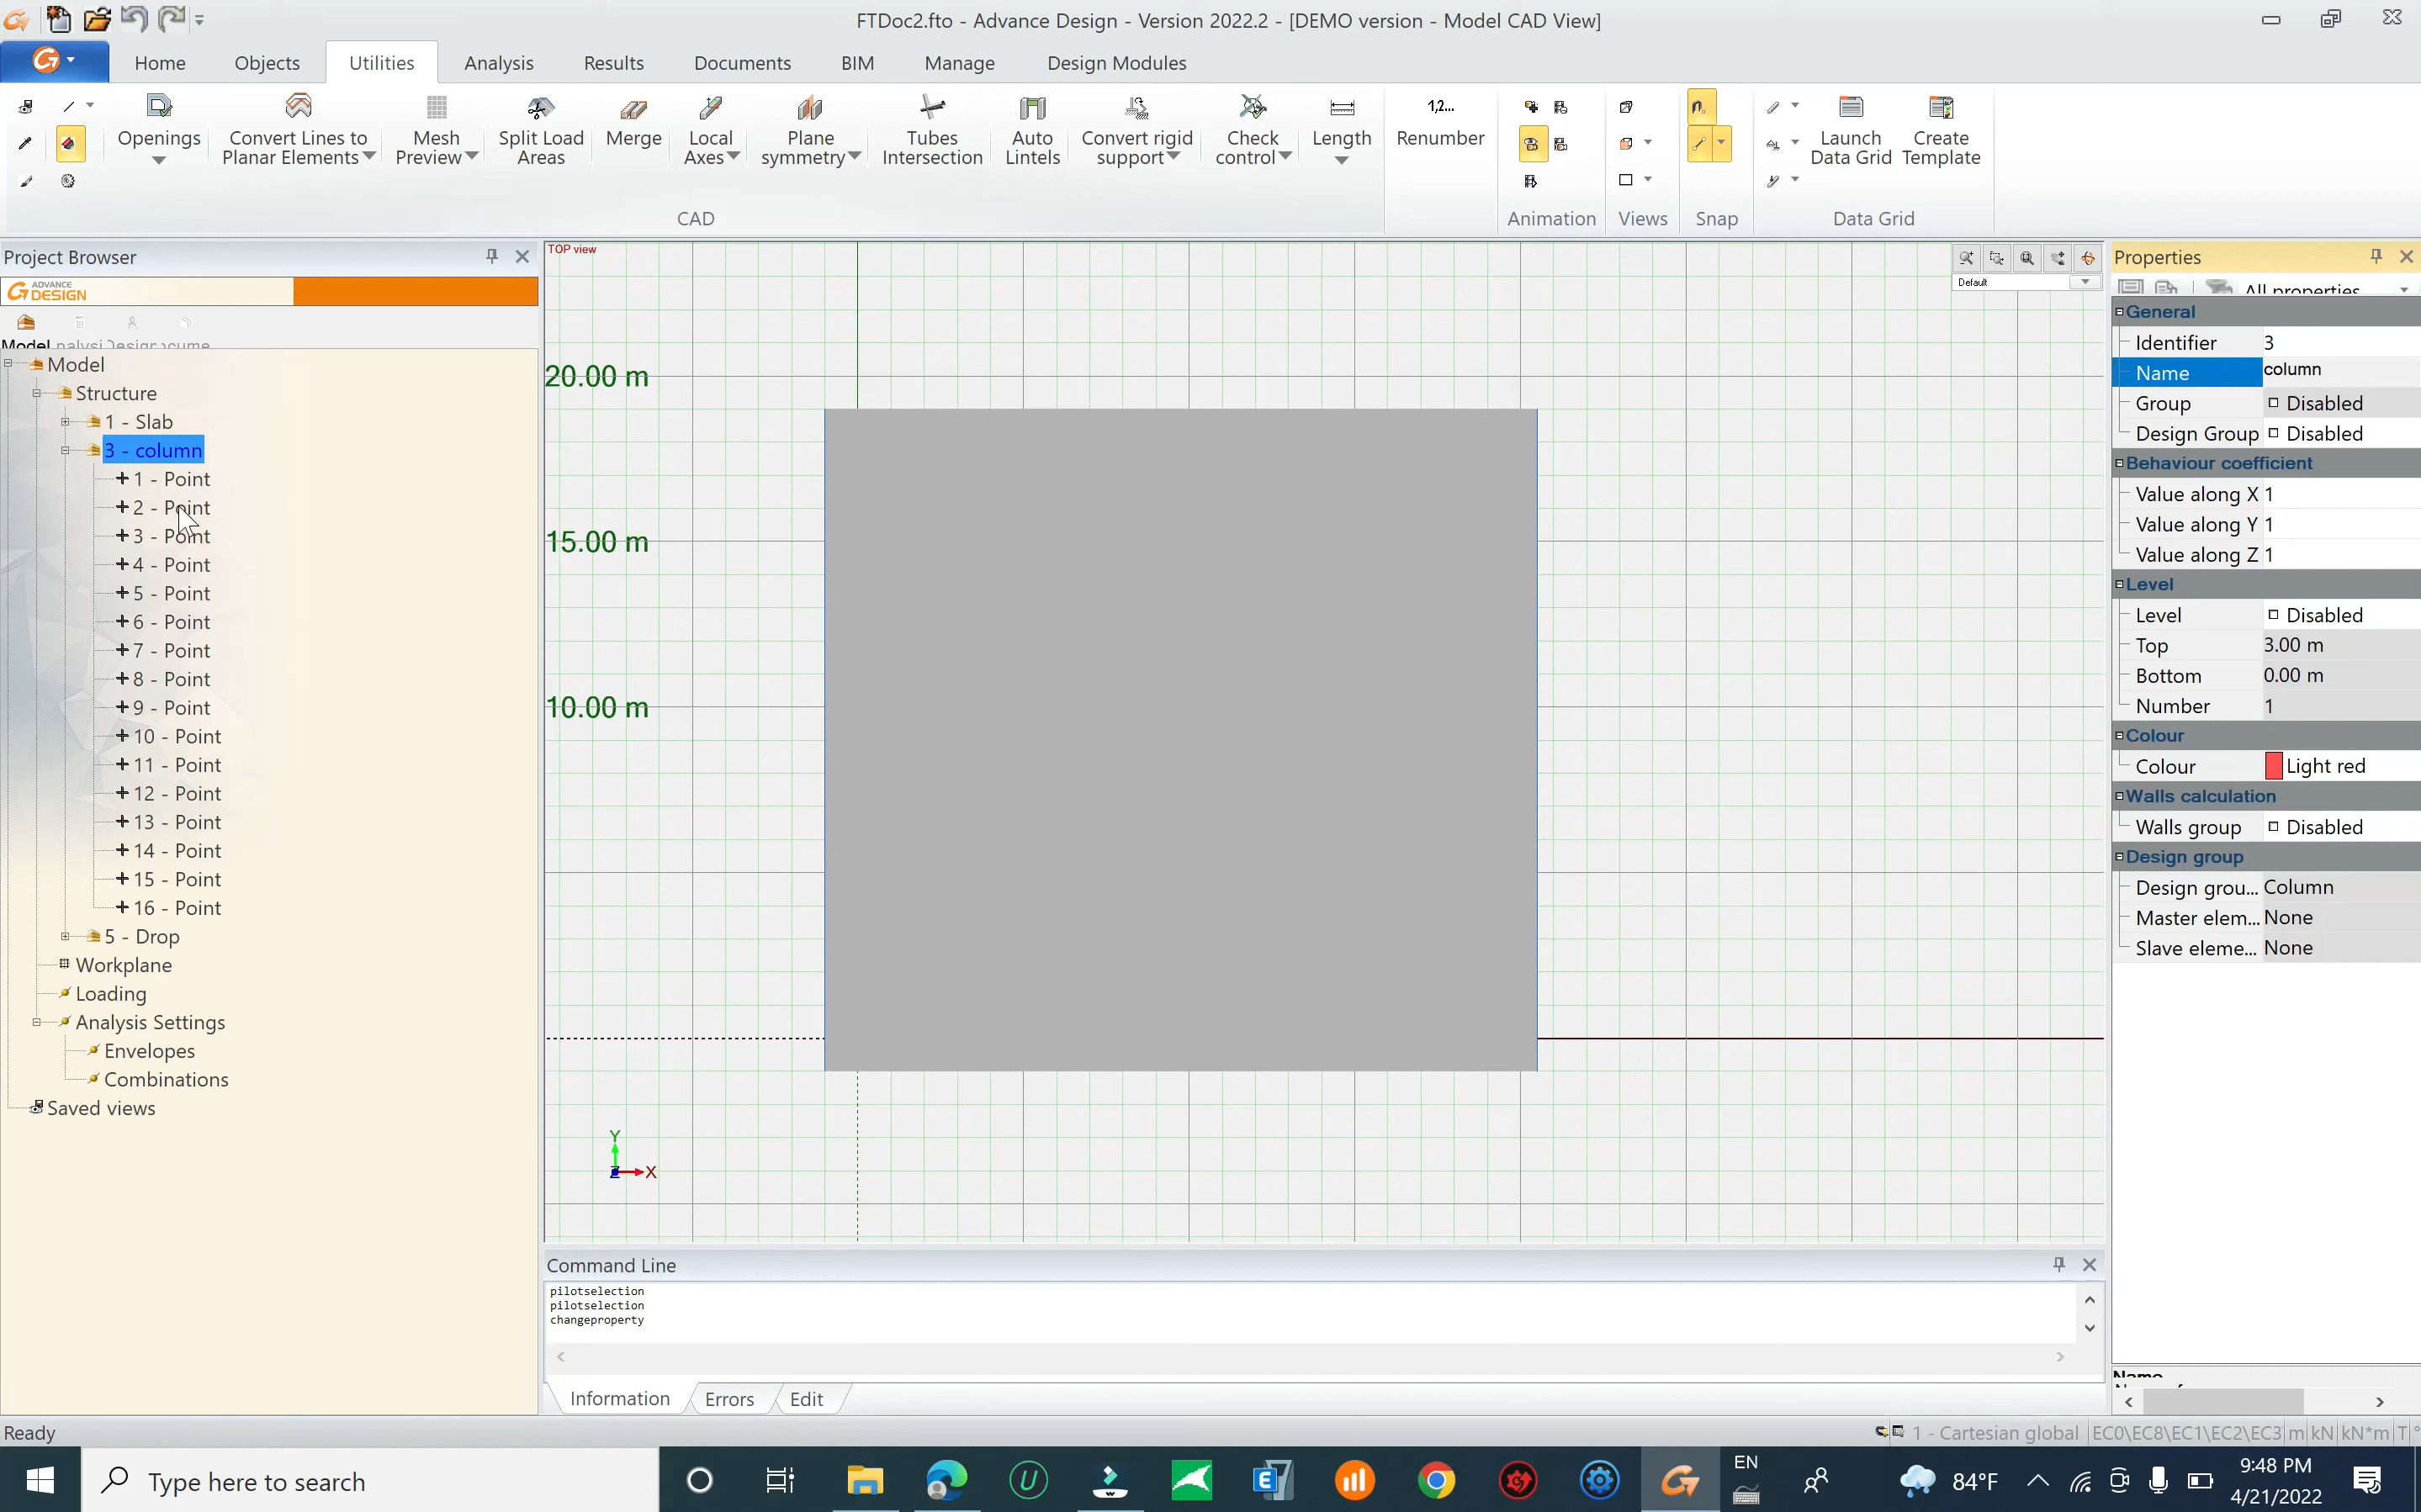 FTDoc2.fto - Advance Design - Version 2022.2 - [DEMO version - Model CAD View]
Home Objects Utilities Analysis Results Documents BIM Manage Design Modules
Openings
Convert Lines to
Planar Elements
Mesh
Preview
Split Load
Areas
Merge
Local
Axes
Plane
symmetry
Tubes
Intersection
Auto
Lintels
Convert rigid
support
Check
control
Length
1,2...
Renumber
Launch
Data Grid
Create
Template
CAD
Animation
Views
Snap
Data Grid
Project Browser
ADVANCE
DESIGN
Model
Model
Structure
1 - Slab
3 - column
1 - Point
2 - Point
3 - Point
4 - Point
5 - Point
6 - Point
7 - Point
8 - Point
9 - Point
10 - Point
11 - Point
12 - Point
13 - Point
14 - Point
15 - Point
16 - Point
5 - Drop
Workplane
Loading
Analysis Settings
Envelopes
Combinations
Saved views
TOP view
Default
20.00 m
15.00 m
10.00 m
Y
Z X
Command Line
pilotselection
pilotselection
changeproperty
Information Errors Edit
Properties
All properties
General
Identifier 3
Name column
Group Disabled
Design Group Disabled
Behaviour coefficient
Value along X 1
Value along Y 1
Value along Z 1
Level
Level Disabled
Top 3.00 m
Bottom 0.00 m
Number 1
Colour
Colour Light red
Walls calculation
Walls group Disabled
Design group
Design grou... Column
Master elem... None
Slave eleme... None
Name
Ready
1 - Cartesian global EC0\EC8\EC1\EC2\EC3 m kN kN*m T °
Type here to search
EN
84°F
9:48 PM
4/21/2022